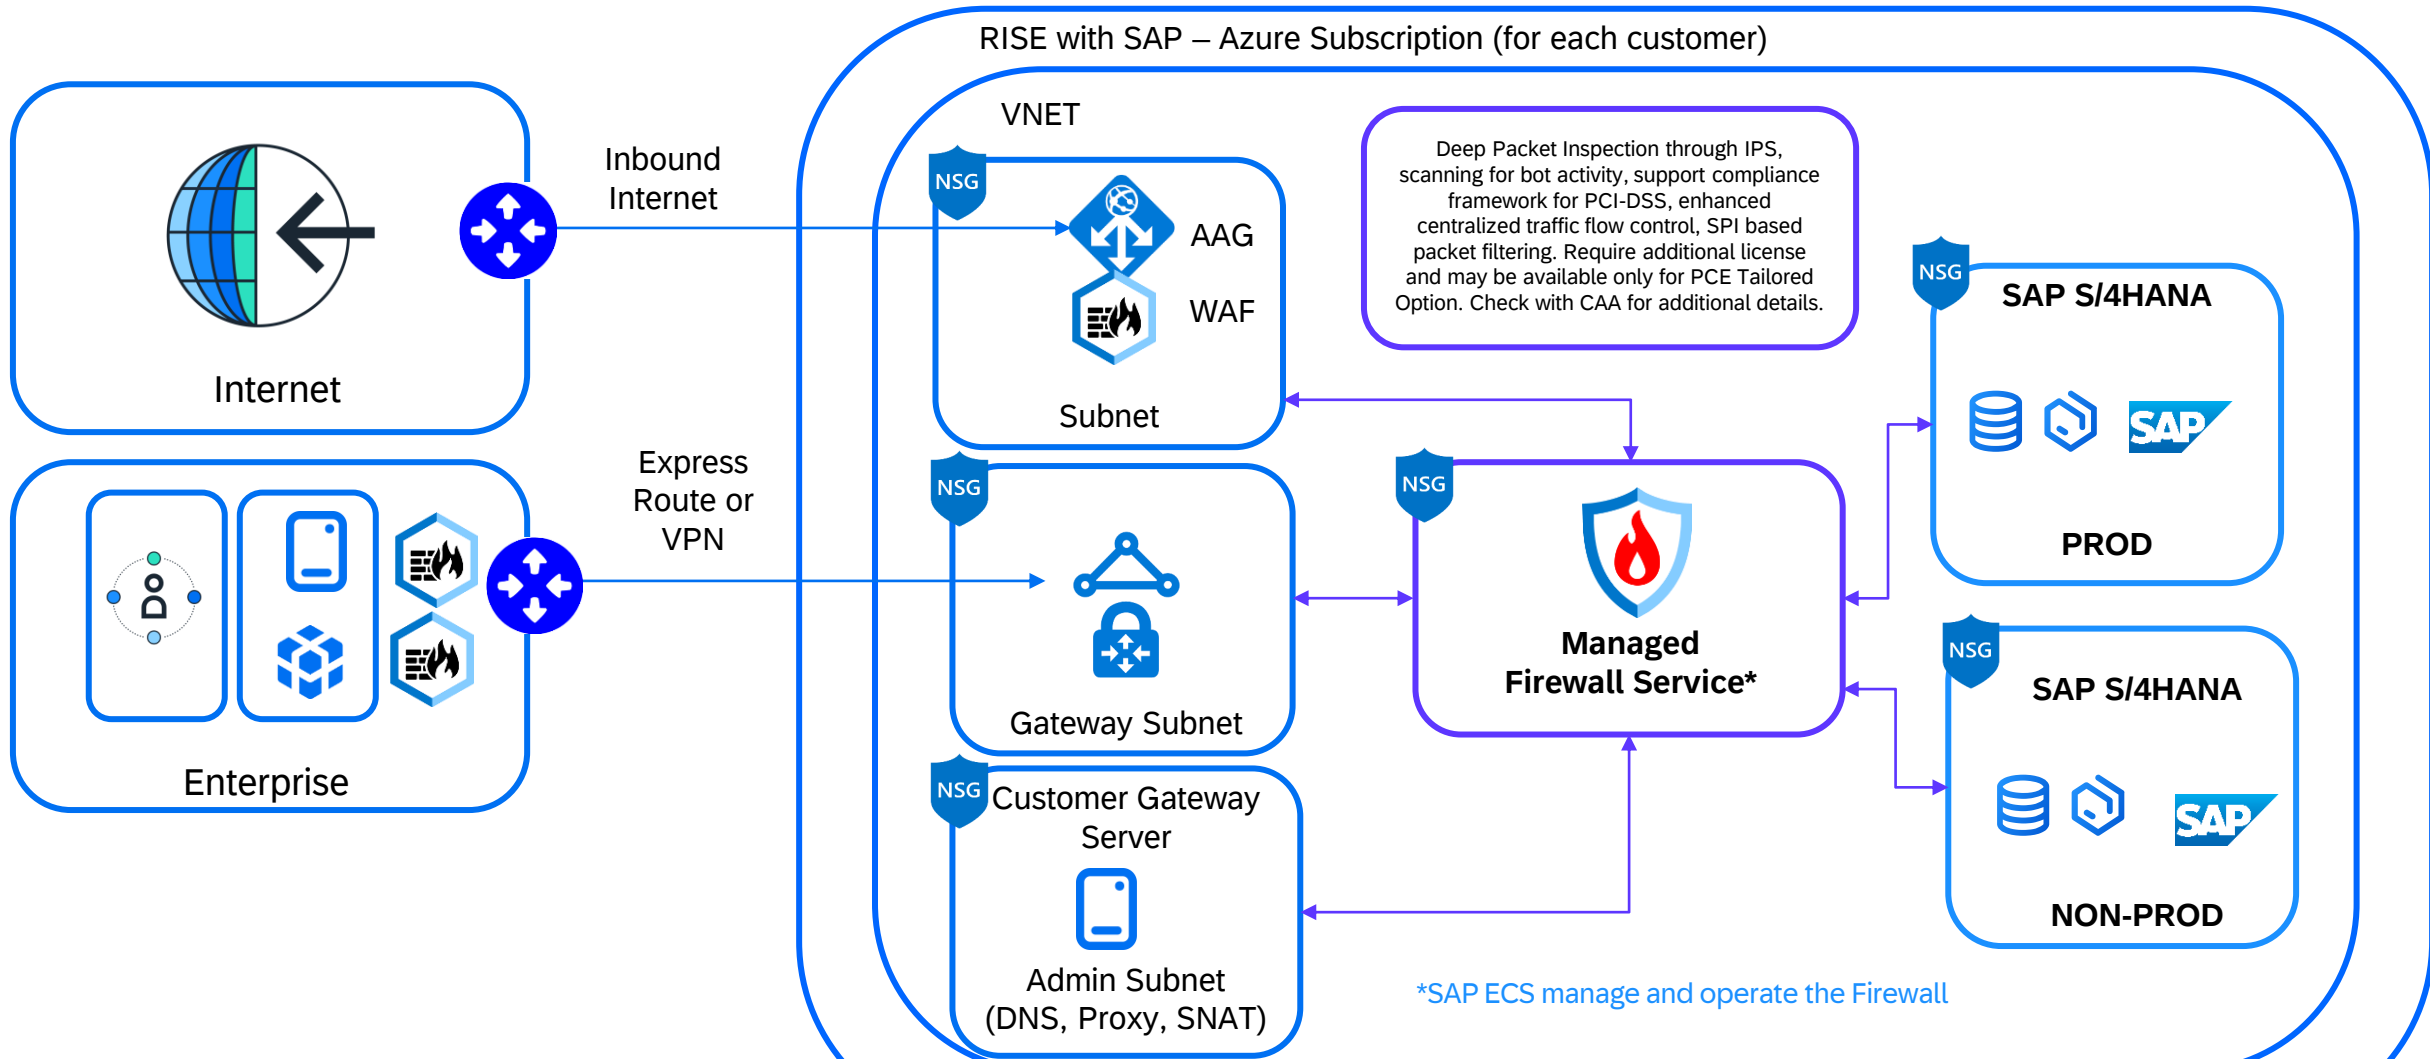 RISE with SAP – Azure Subscription (for each customer)
VNET
Inbound
Internet
Internet
NSG
AAG
WAF
Subnet
Deep Packet Inspection through IPS,
scanning for bot activity, support compliance
framework for PCI-DSS, enhanced
centralized traffic flow control, SPI based
packet filtering. Require additional license
and may be available only for PCE Tailored
Option. Check with CAA for additional details.
NSG
SAP S/4HANA
SAP
PROD
Express
Route or
VPN
Enterprise
NSG
Gateway Subnet
NSG
Managed
Firewall Service*
NSG
SAP S/4HANA
SAP
NON-PROD
NSG
Customer Gateway
Server
Admin Subnet
(DNS, Proxy, SNAT)
*SAP ECS manage and operate the Firewall